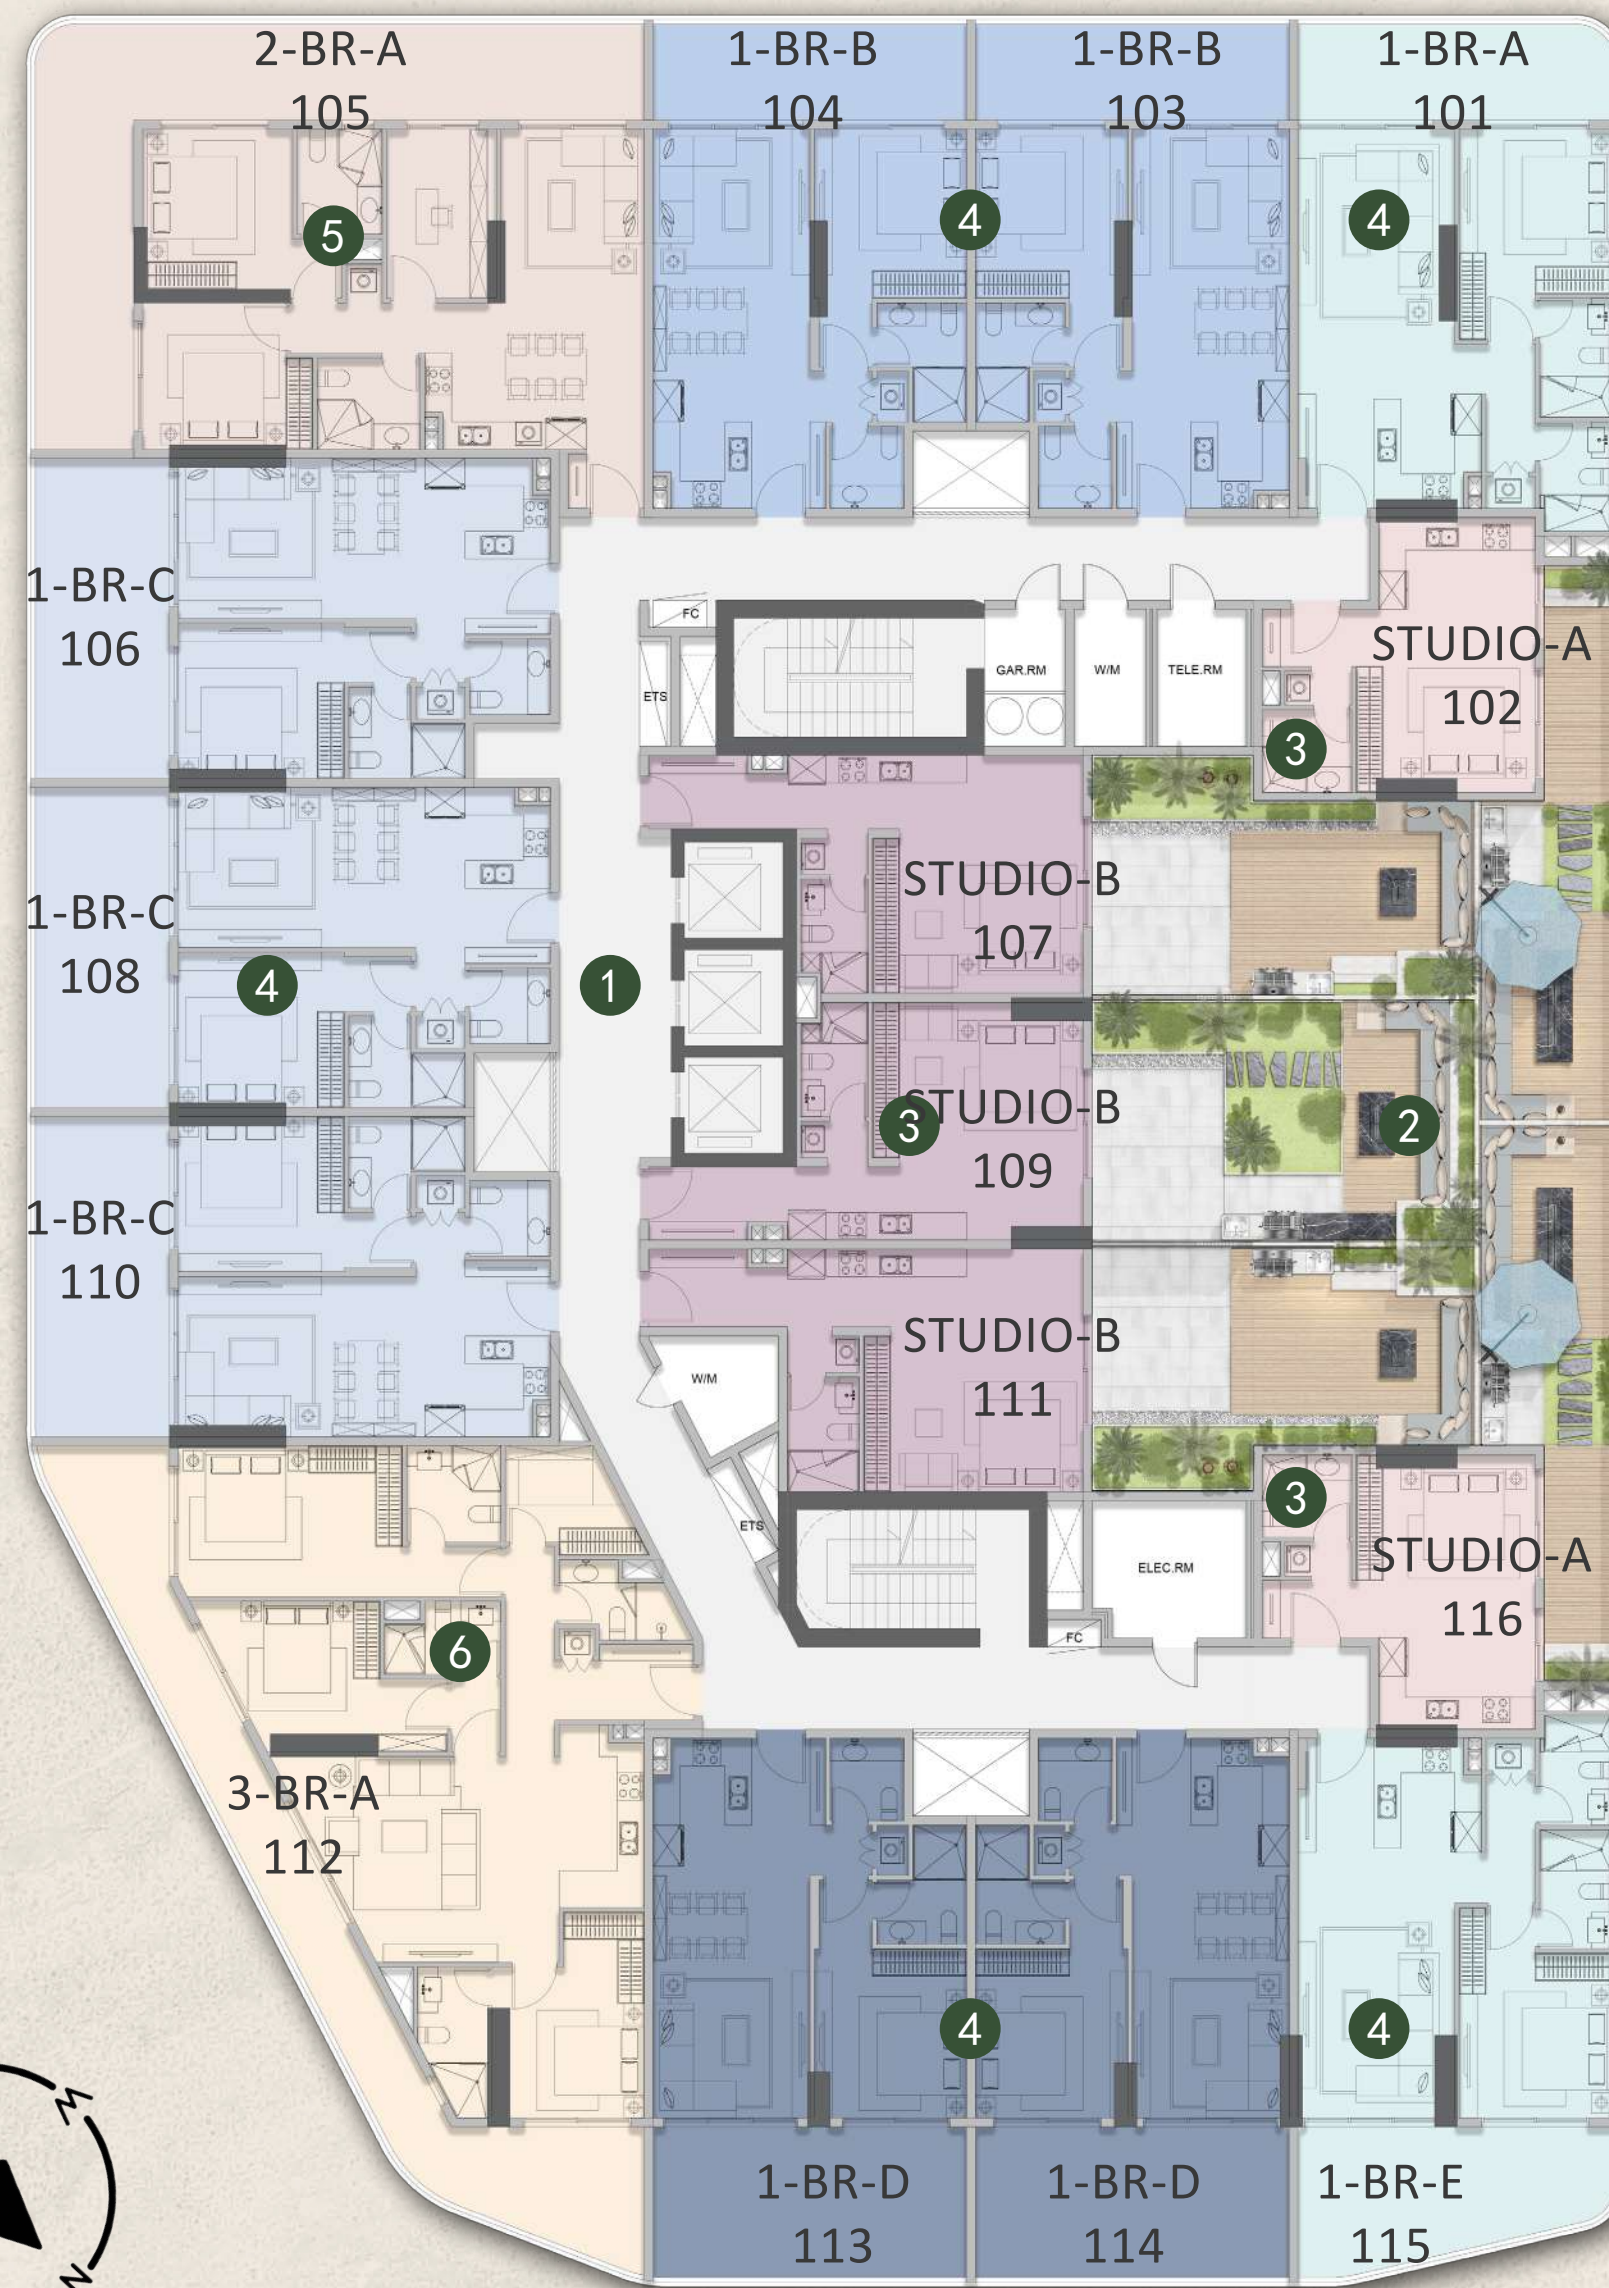 2-BR-A
105
1-BR-B
104
1-BR-B
103
1-BR-A
101
5
4
4
1-BR-C
106
FC
ETS
GAR.RM
W/M
TELE.RM
STUDIO-A
102
3
1-BR-C
108
4
1
STUDIO-B
107
STUDIO-B
109
3
2
1-BR-C
110
STUDIO-B
111
W/M
ETS
ELEC.RM
FC
3
STUDIO-A
116
6
3-BR-A
112
4
4
1-BR-D
113
1-BR-D
114
1-BR-E
115